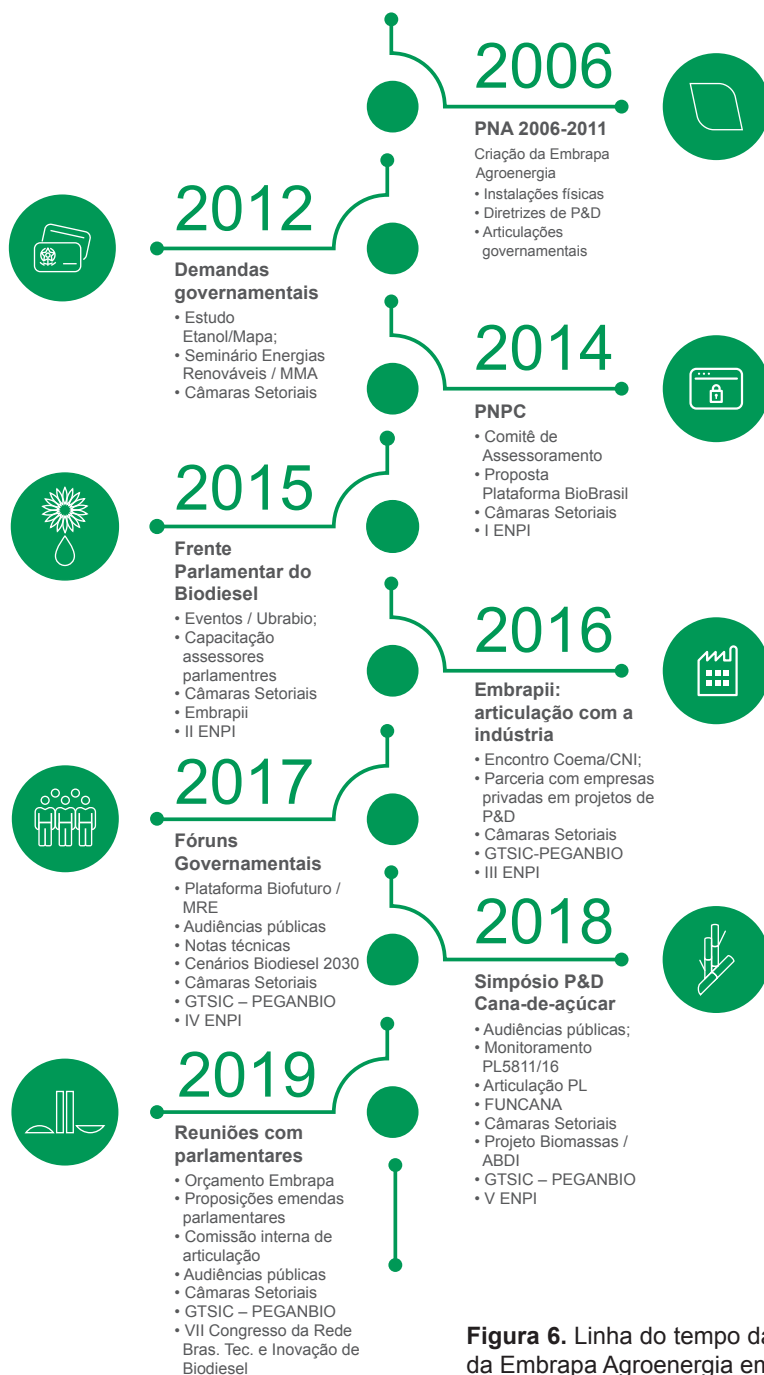 2006
PNA 2006-2011
Criação da Embrapa
Agroenergia
• Instalações físicas
• Diretrizes de P&D
• Articulações
governamentais
2012
Demandas
governamentais
• Estudo
Etanol/Mapa;
• Seminário Energias
Renováveis / MMA
• Câmaras Setoriais
2014
PNPC
• Comitê de
Assessoramento
• Proposta
Plataforma BioBrasil
• Câmaras Setoriais
• I ENPI
2015
Frente
Parlamentar do
Biodiesel
• Eventos / Ubrabio;
• Capacitação
assessores
parlamentres
• Câmaras Setoriais
• Embrapii
• II ENPI
2016
Embrapii:
articulação com a
indústria
• Encontro Coema/CNI;
• Parceria com empresas
privadas em projetos de
P&D
• Câmaras Setoriais
• GTSIC-PEGANBIO
• III ENPI
2017
Fóruns
Governamentais
• Plataforma Biofuturo /
MRE
• Audiências públicas
• Notas técnicas
• Cenários Biodiesel 2030
• Câmaras Setoriais
• GTSIC – PEGANBIO
• IV ENPI
2018
Simpósio P&D
Cana-de-açúcar
• Audiências públicas;
• Monitoramento
PL5811/16
• Articulação PL
• FUNCANA
• Câmaras Setoriais
• Projeto Biomassas /
ABDI
• GTSIC – PEGANBIO
• V ENPI
2019
Reuniões com
parlamentares
• Orçamento Embrapa
• Proposições emendas
parlamentares
• Comissão interna de
articulação
• Audiências públicas
• Câmaras Setoriais
• GTSIC – PEGANBIO
• VII Congresso da Rede
Bras. Tec. e Inovação de
Biodiesel
Figura 6. Linha do tempo da
da Embrapa Agroenergia em